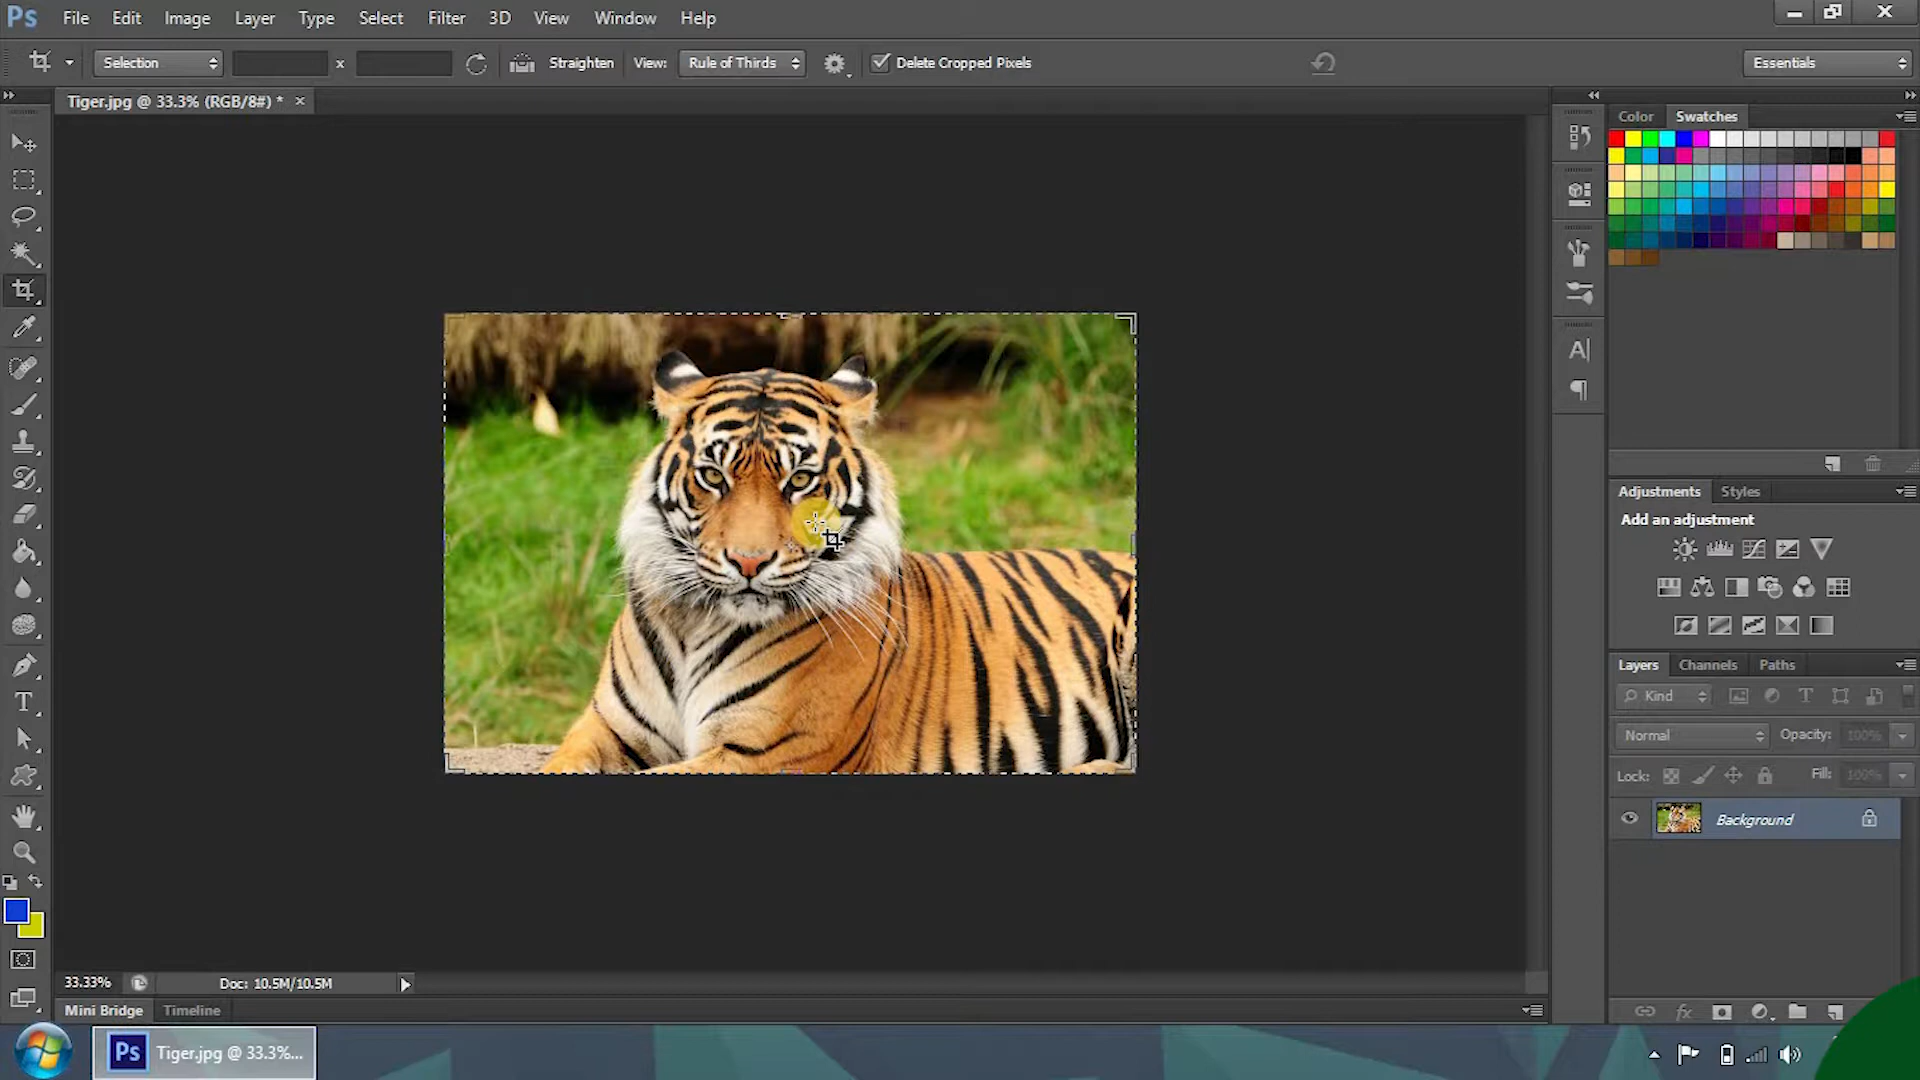 Ps File Edit Image Layer Type Select Filter 3D View Window Help
Selection x Straighten View: Rule of Thirds Delete Cropped Pixels Essentials
Tiger.jpg @ 33.3% (RGB/8#) * ×
Color Swatches
Adjustments Styles
Add an adjustment
Layers Channels Paths
Kind
Normal Opacity: 100%
Lock: Fill: 100%
Background
33.33% Doc: 10.5M/10.5M
Mini Bridge Timeline
Ps Tiger.jpg @ 33.3%...